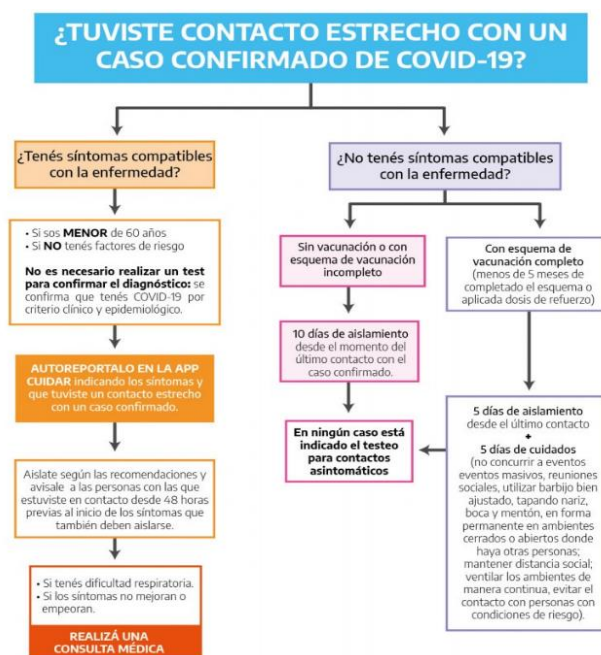 ¿TUVISTE CONTACTO ESTRECHO CON UN
CASO CONFIRMADO DE COVID-19?
¿Tenés síntomas compatibles
con la enfermedad?
• Si sos MENOR de 60 años
• Si NO tenés factores de riesgo
No es necesario realizar un test
para confirmar el diagnóstico: se
confirma que tenés COVID-19 por
criterio clínico y epidemiológico.
AUTOREPORTALO EN LA APP
CUIDAR indicando los síntomas y
que tuviste un contacto estrecho
con un caso confirmado.
Aislate según las recomendaciones y
avisale a las personas con las que
estuviste en contacto desde 48 horas
previas al inicio de los síntomas que
también deben aislarse.
• Si tenés dificultad respiratoria.
• Si los síntomas no mejoran o
empeoran.
REALIZÁ UNA
CONSULTA MÉDICA
¿No tenés síntomas compatibles
con la enfermedad?
Sin vacunación o con
esquema de vacunación
incompleto
10 días de aislamiento
desde el momento del
último contacto con el
caso confirmado.
En ningún caso está
indicado el testeo
para contactos
asintomáticos
Con esquema de
vacunación completo
(menos de 5 meses de
completado el esquema o
aplicada dosis de refuerzo)
5 días de aislamiento
desde el último contacto
+
5 días de cuidados
(no concurrir a eventos
eventos masivos, reuniones
sociales, utilizar barbijo bien
ajustado, tapando nariz,
boca y mentón, en forma
permanente en ambientes
cerrados o abiertos donde
haya otras personas;
mantener distancia social;
ventilar los ambientes de
manera continua, evitar el
contacto con personas con
condiciones de riesgo).